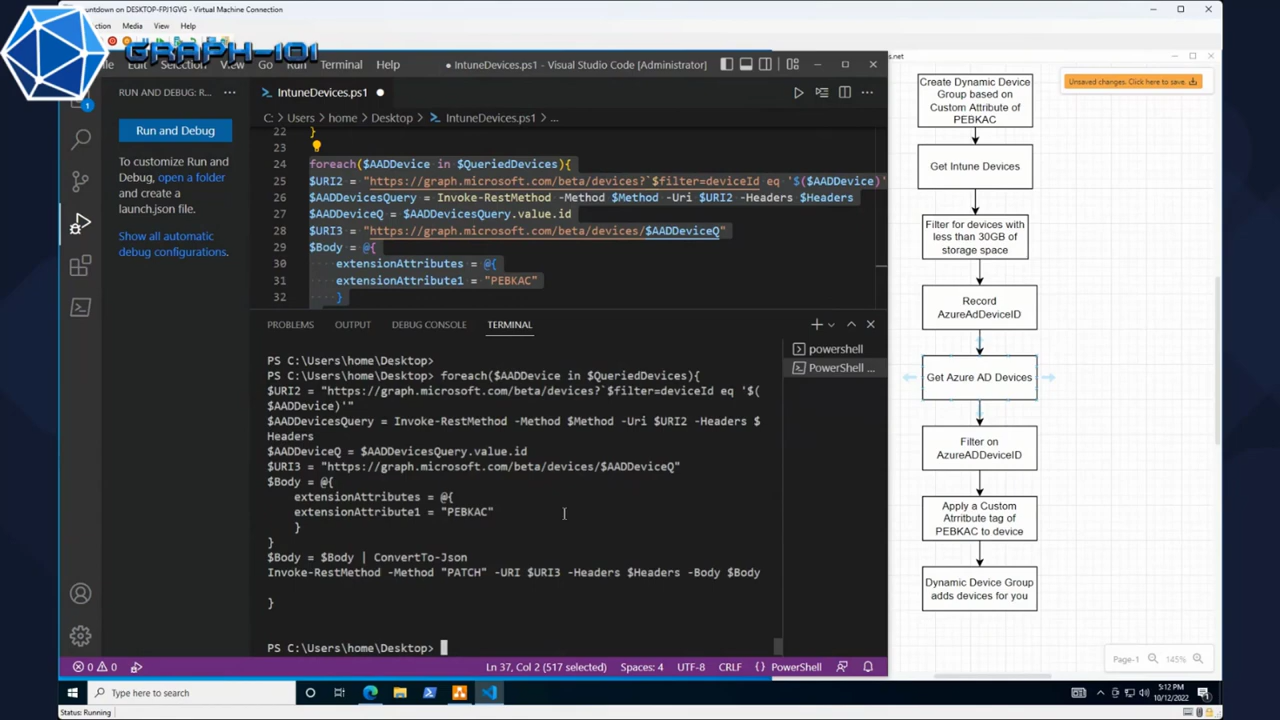 ountdown on DESKTOP-FPJ1GVG - Virtual Machine Connection
ction Media View Help
GRAPH-101
Edit Selection View Go Run Terminal Help
● IntuneDevices.ps1 - Visual Studio Code [Administrator]
s.net
RUN AND DEBUG: R...
IntuneDevices.ps1
C: > Users > home > Desktop > IntuneDevices.ps1 > ...
1
Run and Debug
To customize Run and
Debug, open a folder and
create a launch.json file.
Show all automatic
debug configurations.
22 }
23
24 foreach($AADDevice in $QueriedDevices){
25 $URI2 = "https://graph.microsoft.com/beta/devices?`$filter=deviceId eq '$($AADDevice)'
26 $AADDevicesQuery = Invoke-RestMethod -Method $Method -Uri $URI2 -Headers $Headers
27 $AADDeviceQ = $AADDevicesQuery.value.id
28 $URI3 = "https://graph.microsoft.com/beta/devices/$AADDeviceQ"
29 $Body = @{
30 extensionAttributes = @{
31 extensionAttribute1 = "PEBKAC"
32 }
PROBLEMS OUTPUT DEBUG CONSOLE TERMINAL
powershell
PowerShell ...
PS C:\Users\home\Desktop>
PS C:\Users\home\Desktop> foreach($AADDevice in $QueriedDevices){
$URI2 = "https://graph.microsoft.com/beta/devices?`$filter=deviceId eq '$(
$AADDevice)'"
$AADDevicesQuery = Invoke-RestMethod -Method $Method -Uri $URI2 -Headers $
Headers
$AADDeviceQ = $AADDevicesQuery.value.id
$URI3 = "https://graph.microsoft.com/beta/devices/$AADDeviceQ"
$Body = @{
extensionAttributes = @{
extensionAttribute1 = "PEBKAC"
}
}
$Body = $Body | ConvertTo-Json
Invoke-RestMethod -Method "PATCH" -URI $URI3 -Headers $Headers -Body $Body
}
PS C:\Users\home\Desktop>
0 0 Ln 37, Col 2 (517 selected) Spaces: 4 UTF-8 CRLF {} PowerShell
Unsaved changes. Click here to save.
Create Dynamic Device
Group based on
Custom Attribute of
PEBKAC
Get Intune Devices
Filter for devices with
less than 30GB of
storage space
Record
AzureAdDeviceID
Get Azure AD Devices
Filter on
AzureADDeviceID
Apply a Custom
Atrritbute tag of
PEBKAC to device
Dynamic Device Group
adds devices for you
Page-1 145%
Type here to search
5:12 PM
10/12/2022
1
Status: Running